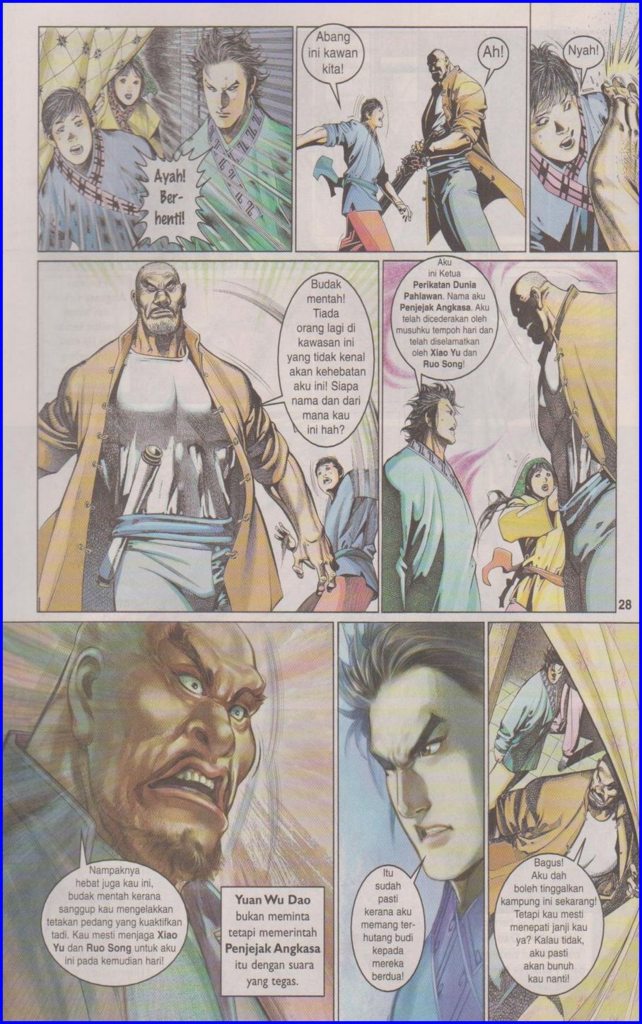 Ayah!
Ber-
henti!
Abang
ini kawan
kita!
Ah!
Nyah!
Budak
mentah!
Tiada
orang lagi di
kawasan ini
yang tidak kenal
akan kehebatan
aku ini! Siapa
nama dan dari
mana kau
ini hah?
Aku
ini Ketua
Perikatan Dunia
Pahlawan. Nama aku
Penjejak Angkasa. Aku
telah dicederakan oleh
musuhku tempoh hari dan
telah diselamatkan
oleh Xiao Yu dan
Ruo Song!
28
Nampaknya
hebat juga kau ini,
budak mentah kerana
sanggup kau mengelakkan
tetakan pedang yang kuaktifkan
tadi. Kau mesti menjaga Xiao
Yu dan Ruo Song untuk aku
ini pada kemudian hari!
Yuan Wu Dao
bukan meminta
tetapi memerintah
Penjejak Angkasa
itu dengan suara
yang tegas.
Itu
sudah
pasti
kerana aku
memang ter-
hutang budi
kepada
mereka
berdua!
Bagus!
Aku dah
boleh tinggalkan
kampung ini sekarang!
Tetapi kau mesti
menepati janji kau
ya? Kalau tidak,
aku pasti
akan bunuh
kau nanti!